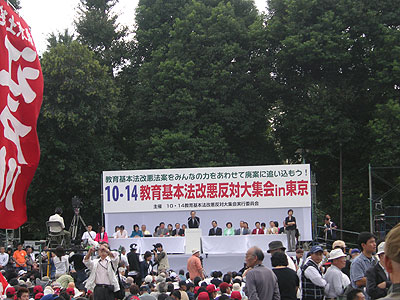 教育基本法改悪法案をみんなの力をあわせて廃案に追い込もう!
10-14教育基本法改悪反対大集会in東京
主催 10・14教育基本法改悪反対大集会実行委員会